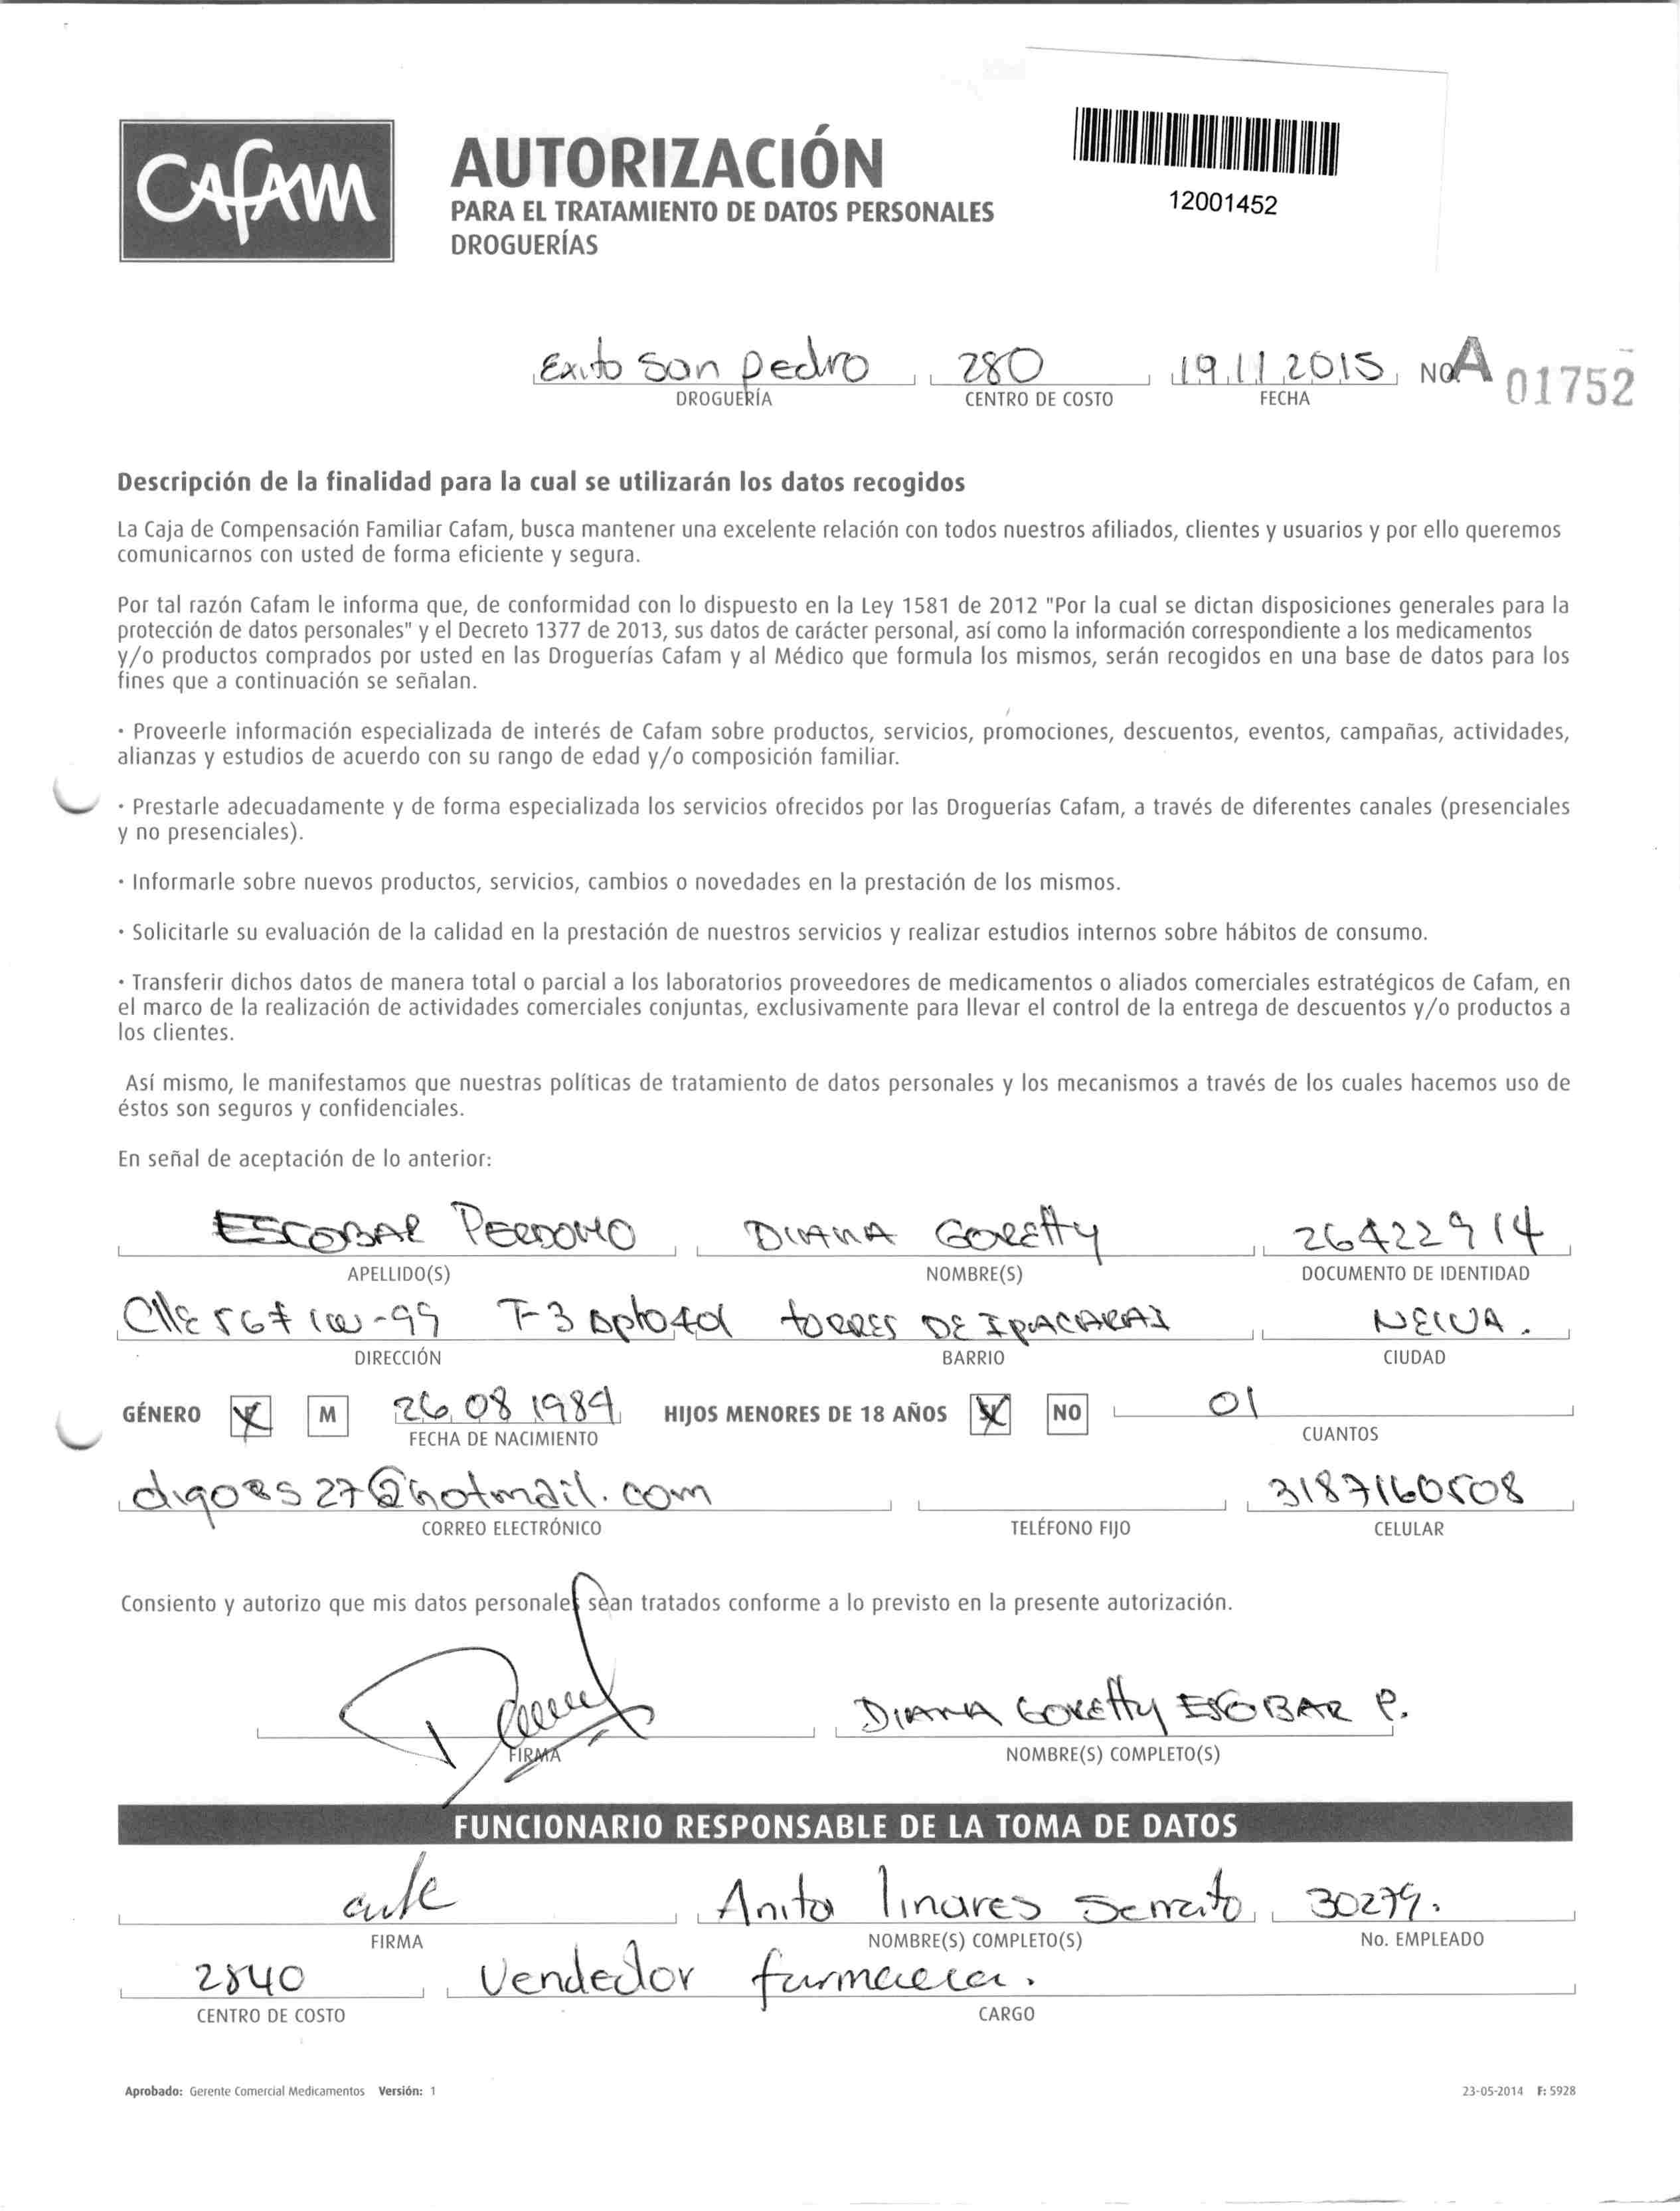 CAFAM
AUTORIZACIÓN
PARA EL TRATAMIENTO DE DATOS PERSONALES
DROGUERÍAS
12001452
Exito San pedro 280 19 11 2015 No. A 01752
DROGUERÍA CENTRO DE COSTO FECHA
Descripción de la finalidad para la cual se utilizarán los datos recogidos
La Caja de Compensación Familiar Cafam, busca mantener una excelente relación con todos nuestros afiliados, clientes y usuarios y por ello queremos
comunicarnos con usted de forma eficiente y segura.
Por tal razón Cafam le informa que, de conformidad con lo dispuesto en la Ley 1581 de 2012 "Por la cual se dictan disposiciones generales para la
protección de datos personales" y el Decreto 1377 de 2013, sus datos de carácter personal, así como la información correspondiente a los medicamentos
y/o productos comprados por usted en las Droguerías Cafam y al Médico que formula los mismos, serán recogidos en una base de datos para los
fines que a continuación se señalan.
· Proveerle información especializada de interés de Cafam sobre productos, servicios, promociones, descuentos, eventos, campañas, actividades,
alianzas y estudios de acuerdo con su rango de edad y/o composición familiar.
· Prestarle adecuadamente y de forma especializada los servicios ofrecidos por las Droguerías Cafam, a través de diferentes canales (presenciales
y no presenciales).
· Informarle sobre nuevos productos, servicios, cambios o novedades en la prestación de los mismos.
· Solicitarle su evaluación de la calidad en la prestación de nuestros servicios y realizar estudios internos sobre hábitos de consumo.
· Transferir dichos datos de manera total o parcial a los laboratorios proveedores de medicamentos o aliados comerciales estratégicos de Cafam, en
el marco de la realización de actividades comerciales conjuntas, exclusivamente para llevar el control de la entrega de descuentos y/o productos a
los clientes.
Así mismo, le manifestamos que nuestras políticas de tratamiento de datos personales y los mecanismos a través de los cuales hacemos uso de
éstos son seguros y confidenciales.
En señal de aceptación de lo anterior:
ESCOBAR PERDOMO DIANA GORETTY 26422914
APELLIDO(S) NOMBRE(S) DOCUMENTO DE IDENTIDAD
T-3 Apto 401 TORRES DE IPACARAI NEIVA.
DIRECCIÓN BARRIO CIUDAD
GÉNERO M 26 08 1984 HIJOS MENORES DE 18 AÑOS NO 01
FECHA DE NACIMIENTO CUANTOS
3187160508
CORREO ELECTRÓNICO TELÉFONO FIJO CELULAR
Consiento y autorizo que mis datos personales sean tratados conforme a lo previsto en la presente autorización.
DIANA GORETTY ESCOBAR P.
FIRMA NOMBRE(S) COMPLETO(S)
FUNCIONARIO RESPONSABLE DE LA TOMA DE DATOS
Anita linares Serrato 30279.
FIRMA NOMBRE(S) COMPLETO(S) No. EMPLEADO
2840 Vendedor farmacia.
CENTRO DE COSTO CARGO
Aprobado: Gerente Comercial Medicamentos Versión: 1 23-05-2014 F: 5928